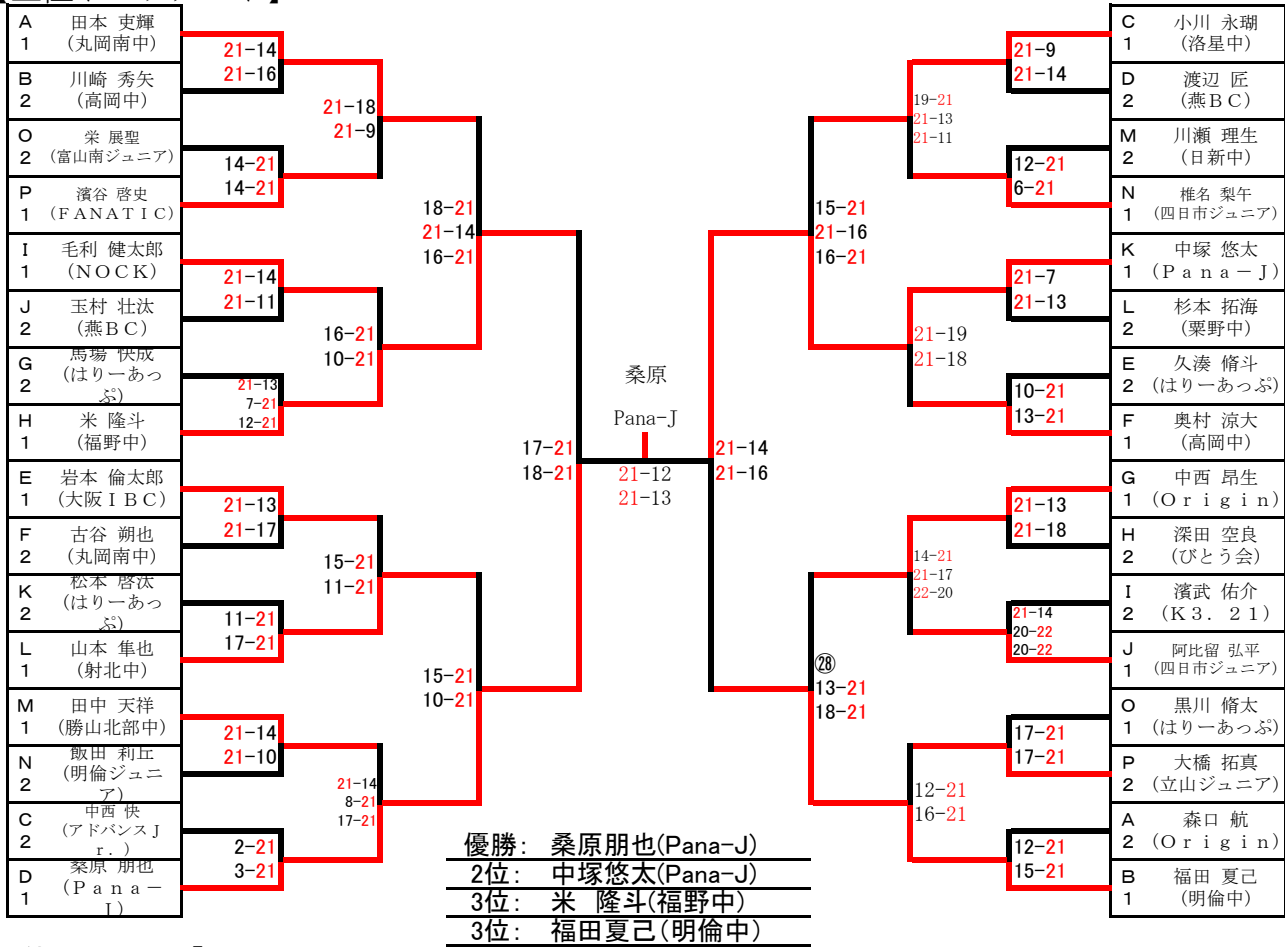 A 田本 吏輝
1 (丸岡南中)
B 川崎 秀矢
2 (高岡中)
O 栄 展聖
2 (富山南ジュニア)
P 濱谷 啓史
1 (FANATIC)
I 毛利 健太郎
1 (NOCK)
J 玉村 壮汰
2 (燕BC)
G 馬場 快成
2 (はりーあっ
ぷ)
H 米 隆斗
1 (福野中)
E 岩本 倫太郎
1 (大阪IBC)
F 古谷 朔也
2 (丸岡南中)
K 松本 啓汰
2 (はりーあっ
ぷ)
L 山本 隼也
1 (射北中)
M 田中 天祥
1 (勝山北部中)
N 飯田 莉丘
2 (明倫ジュニ
ア)
C 中西 快
2 (アドバンスJ
r.)
D 桑原 朋也
1 (Pana-
J)
21-14
21-16
14-21
14-21
21-14
21-11
21-13
7-21
12-21
21-13
21-17
11-21
17-21
21-14
21-10
2-21
3-21
21-18
21-9
16-21
10-21
15-21
11-21
21-14
8-21
17-21
18-21
21-14
16-21
15-21
10-21
17-21
18-21
桑原
Pana-J
21-12
21-13
21-14
21-16
15-21
21-16
16-21
㉘
13-21
18-21
19-21
21-13
21-11
21-19
21-18
14-21
21-17
22-20
12-21
16-21
21-9
21-14
12-21
6-21
21-7
21-13
10-21
13-21
21-13
21-18
21-14
20-22
20-22
17-21
17-21
12-21
15-21
C 小川 永瑚
1 (洛星中)
D 渡辺 匠
2 (燕BC)
M 川瀬 理生
2 (日新中)
N 椎名 梨午
1 (四日市ジュニア)
K 中塚 悠太
1 (Pana-J)
L 杉本 拓海
2 (粟野中)
E 久湊 脩斗
2 (はりーあっぷ)
F 奥村 涼大
1 (高岡中)
G 中西 昂生
1 (Origin)
H 深田 空良
2 (びとう会)
I 濱武 佑介
2 (K3.21)
J 阿比留 弘平
1 (四日市ジュニア)
O 黒川 脩太
1 (はりーあっぷ)
P 大橋 拓真
2 (立山ジュニア)
A 森口 航
2 (Origin)
B 福田 夏己
1 (明倫中)
優勝: 桑原朋也(Pana-J)
2位: 中塚悠太(Pana-J)
3位: 米 隆斗(福野中)
3位: 福田夏己(明倫中)